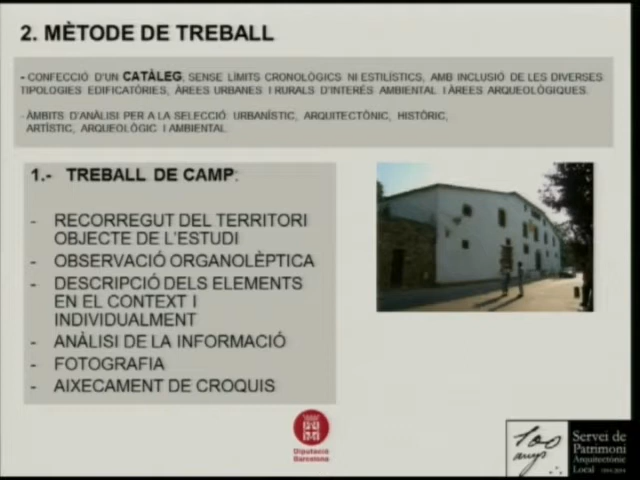 2. MÈTODE DE TREBALL
- CONFECCIÓ D'UN CATÀLEG, SENSE LÍMITS CRONOLÒGICS NI ESTILÍSTICS, AMB INCLUSIÓ DE LES DIVERSES
TIPOLOGIES EDIFICATÒRIES, ÀREES URBANES I RURALS D'INTERÉS AMBIENTAL I ÀREES ARQUEOLÒGIQUES.
- ÀMBITS D'ANÀLISI PER A LA SELECCIÓ: URBANÍSTIC, ARQUITECTÒNIC, HISTÒRIC,
ARTÍSTIC, ARQUEOLÒGIC I AMBIENTAL
1.- TREBALL DE CAMP:
- RECORREGUT DEL TERRITORI
OBJECTE DE L'ESTUDI
- OBSERVACIÓ ORGANOLÈPTICA
- DESCRIPCIÓ DELS ELEMENTS
EN EL CONTEXT I
INDIVIDUALMENT
- ANÀLISI DE LA INFORMACIÓ
- FOTOGRAFIA
- AIXECAMENT DE CROQUIS
Diputació
Barcelona
100
anys
Servei de
Patrimoni
Arquitectònic
Local